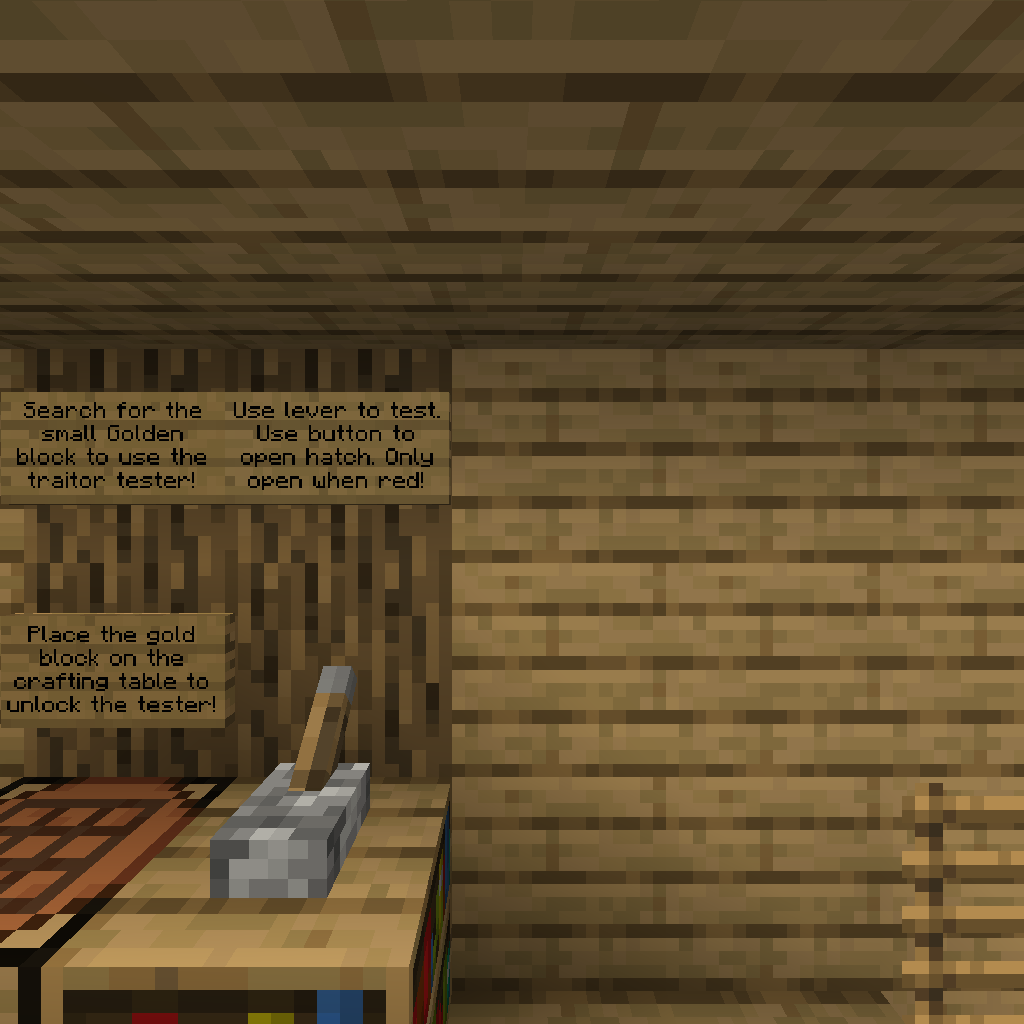 Search for the
small Golden
block to use the
traitor tester!
Use lever to test.
Use button to
open hatch. Only
open when red!
Place the gold
block on the
crafting table to
unlock the tester!